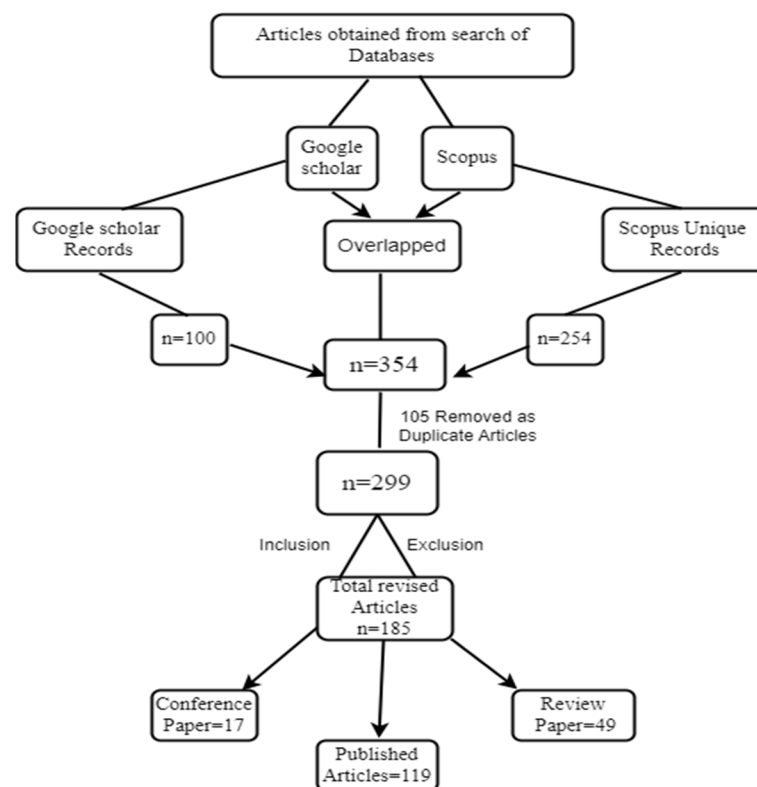 Articles obtained from search of
Databases
Google
scholar
Scopus
Google scholar
Records
Overlapped
Scopus Unique
Records
n=100
n=354
n=254
105 Removed as
Duplicate Articles
n=299
Inclusion
Exclusion
Total revised
Articles
n=185
Conference
Paper=17
Published
Articles=119
Review
Paper=49